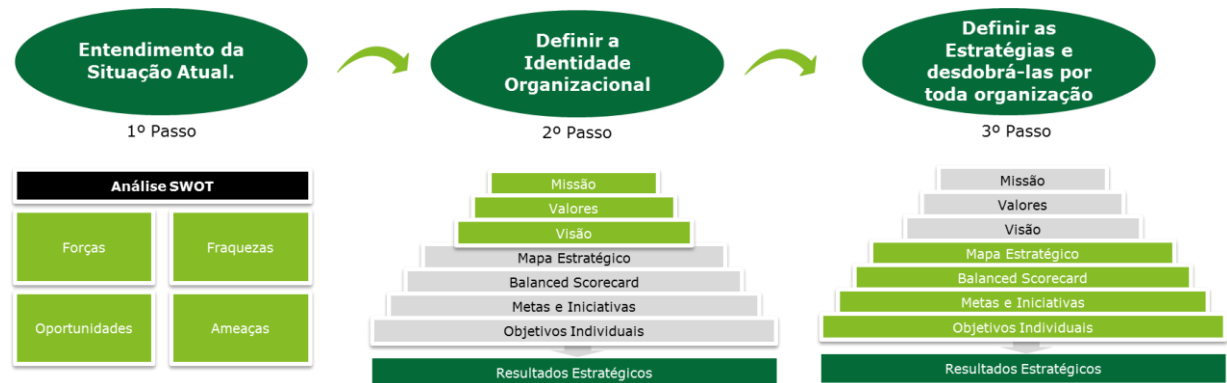 Entendimento da
Situação Atual.
1º Passo
Análise SWOT
Forças
Fraquezas
Oportunidades
Ameaças
Definir a
Identidade
Organizacional
2º Passo
Missão
Valores
Visão
Mapa Estratégico
Balanced Scorecard
Metas e Iniciativas
Objetivos Individuais
Resultados Estratégicos
Definir as
Estratégias e
desdobrá-las por
toda organização
3º Passo
Missão
Valores
Visão
Mapa Estratégico
Balanced Scorecard
Metas e Iniciativas
Objetivos Individuais
Resultados Estratégicos